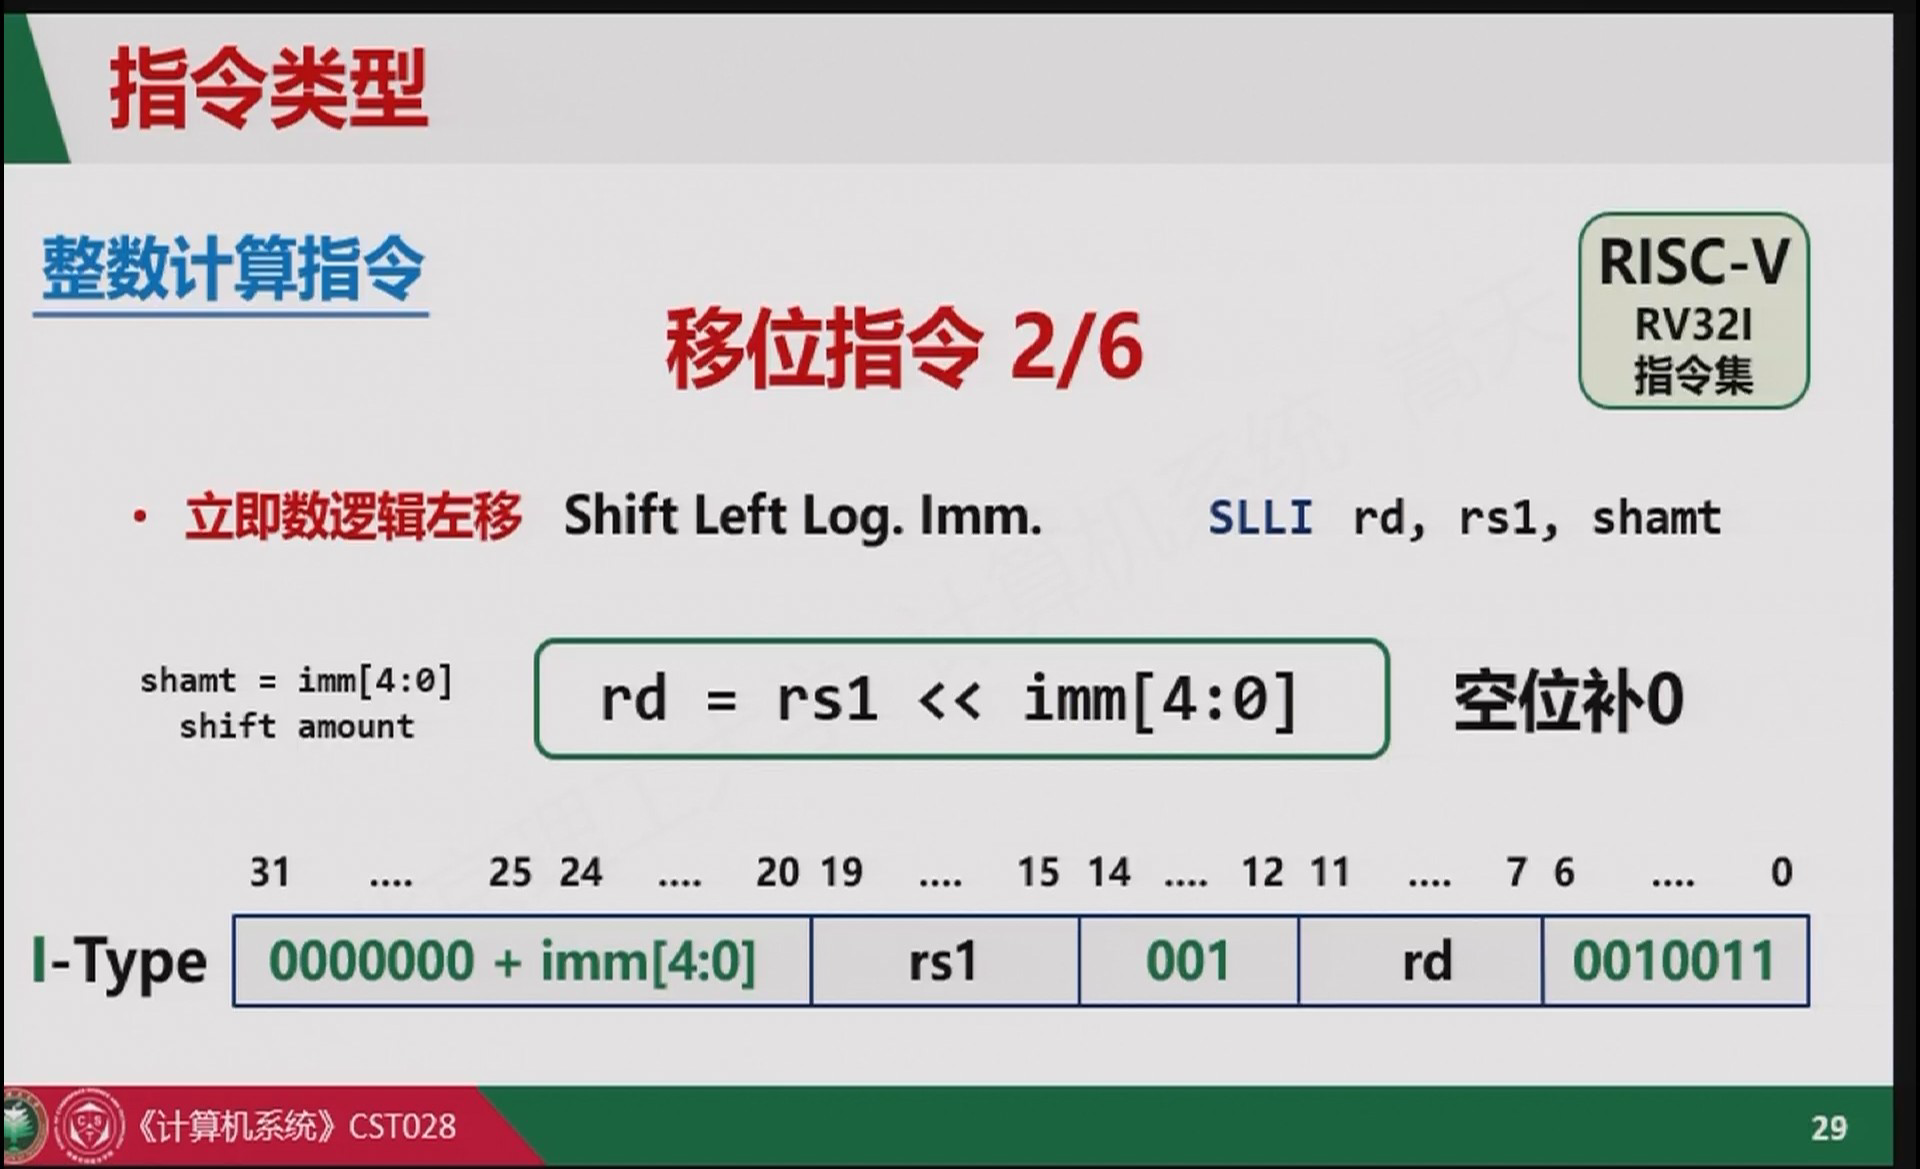 指令类型
整数计算指令
RISC-V
RV32I
指令集
移位指令 2/6
• 立即数逻辑左移 Shift Left Log. Imm. SLLI rd, rs1, shamt
shamt = imm[4:0]
shift amount
rd = rs1 << imm[4:0]
空位补0
31 .... 25 24 .... 20 19 .... 15 14 .... 12 11 .... 7 6 .... 0
I-Type 0000000 + imm[4:0] rs1 001 rd 0010011
《计算机系统》CST028
29